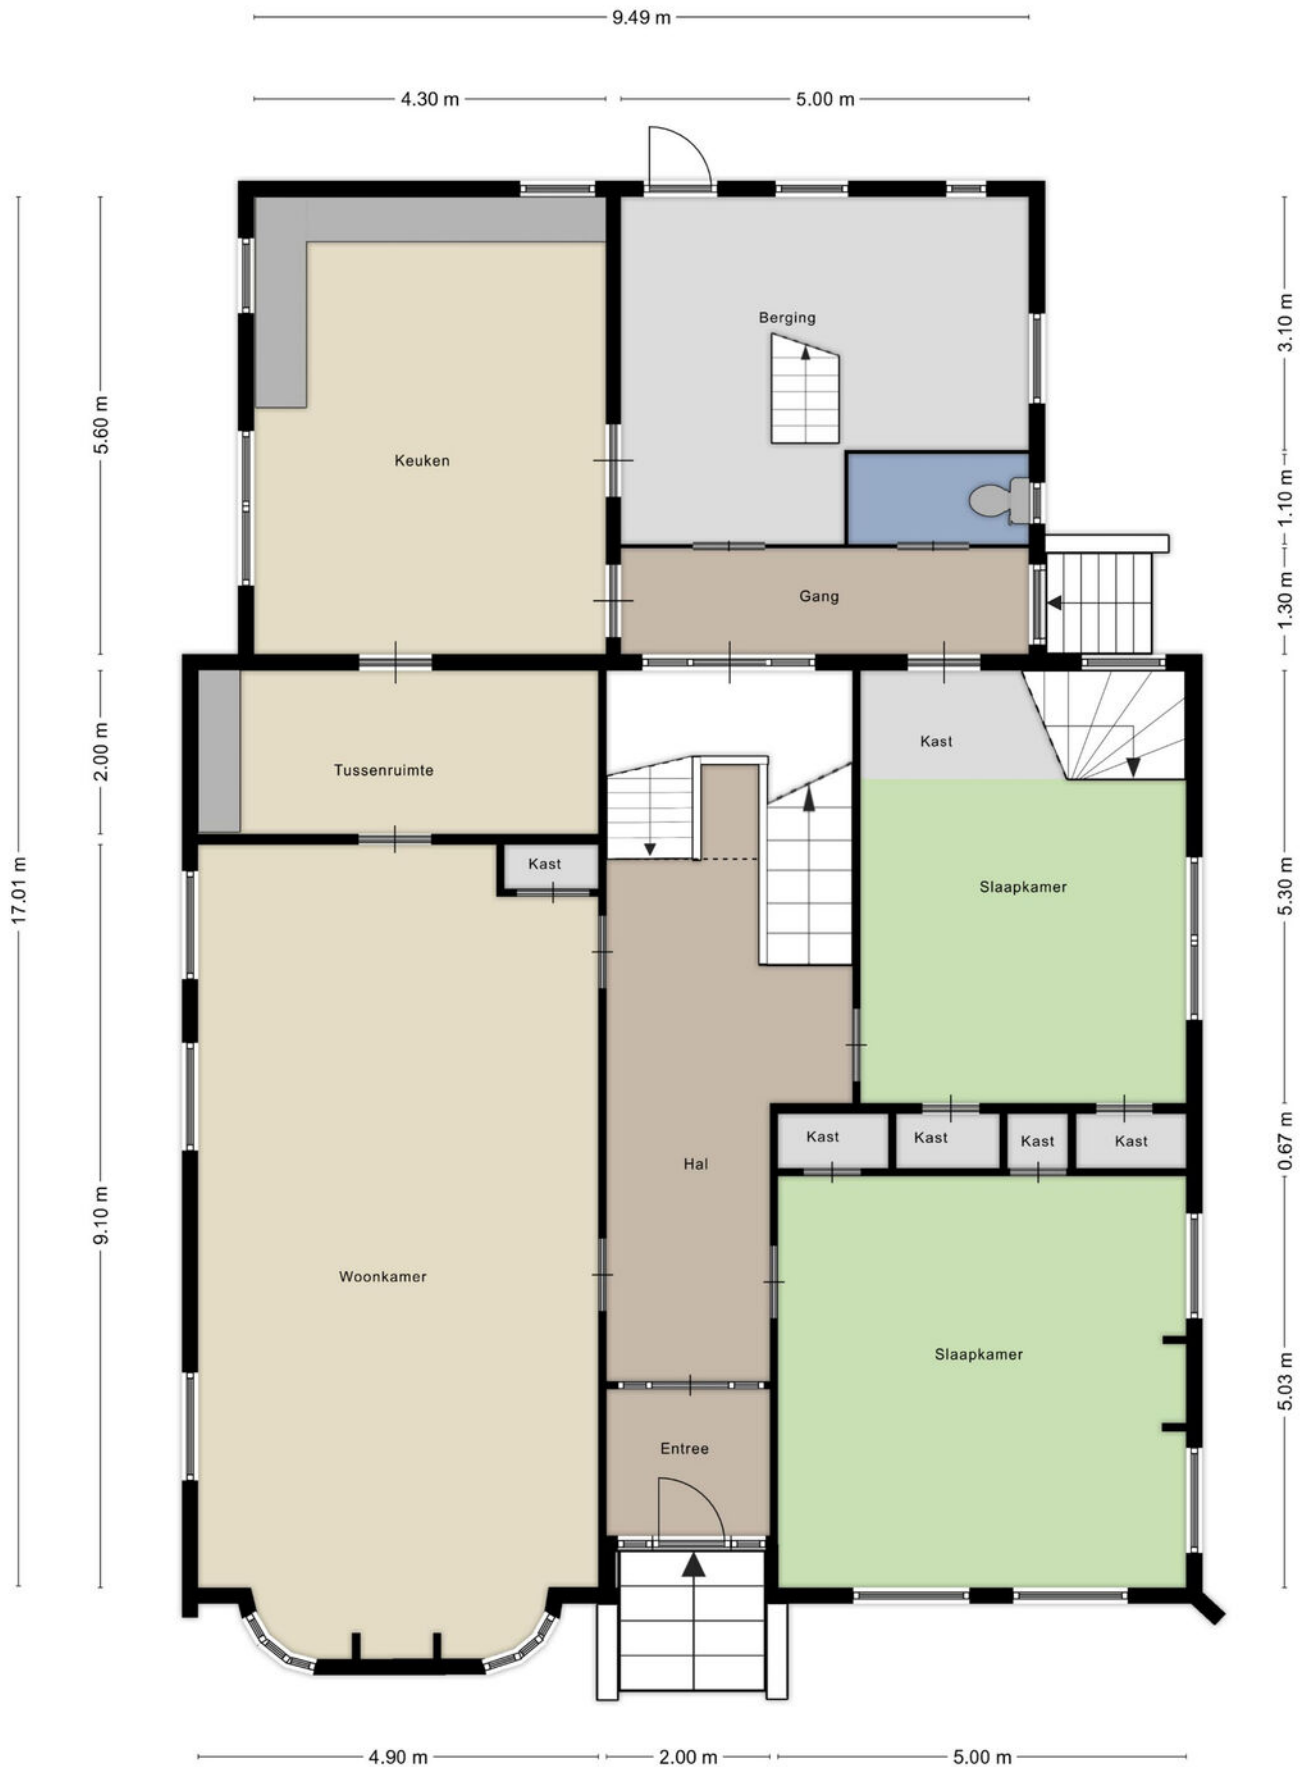 9.49 m
4.30 m
5.00 m
Berging
3.10 m
5.60 m
Keuken
1.10 m
Gang
1.30 m
Kast
2.00 m
Tussenruimte
Kast
17.01 m
Slaapkamer
5.30 m
Kast
Kast
Kast
Kast
0.67 m
Hal
9.10 m
Woonkamer
Slaapkamer
5.03 m
Entree
4.90 m
2.00 m
5.00 m